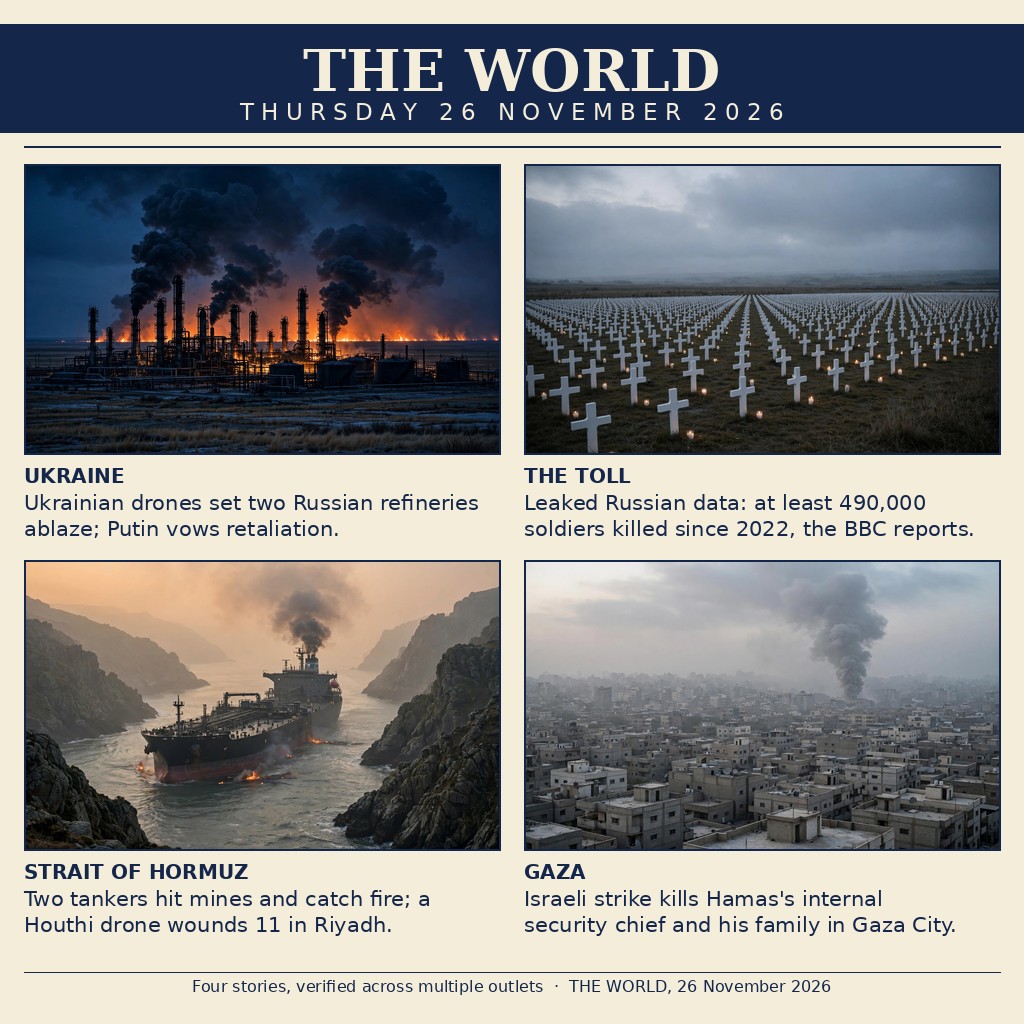 THE WORLD
THURSDAY 26 NOVEMBER 2026
UKRAINE
Ukrainian drones set two Russian refineries
ablaze; Putin vows retaliation.
THE TOLL
Leaked Russian data: at least 490,000
soldiers killed since 2022, the BBC reports.
STRAIT OF HORMUZ
Two tankers hit mines and catch fire; a
Houthi drone wounds 11 in Riyadh.
GAZA
Israeli strike kills Hamas's internal
security chief and his family in Gaza City.
Four stories, verified across multiple outlets · THE WORLD, 26 November 2026